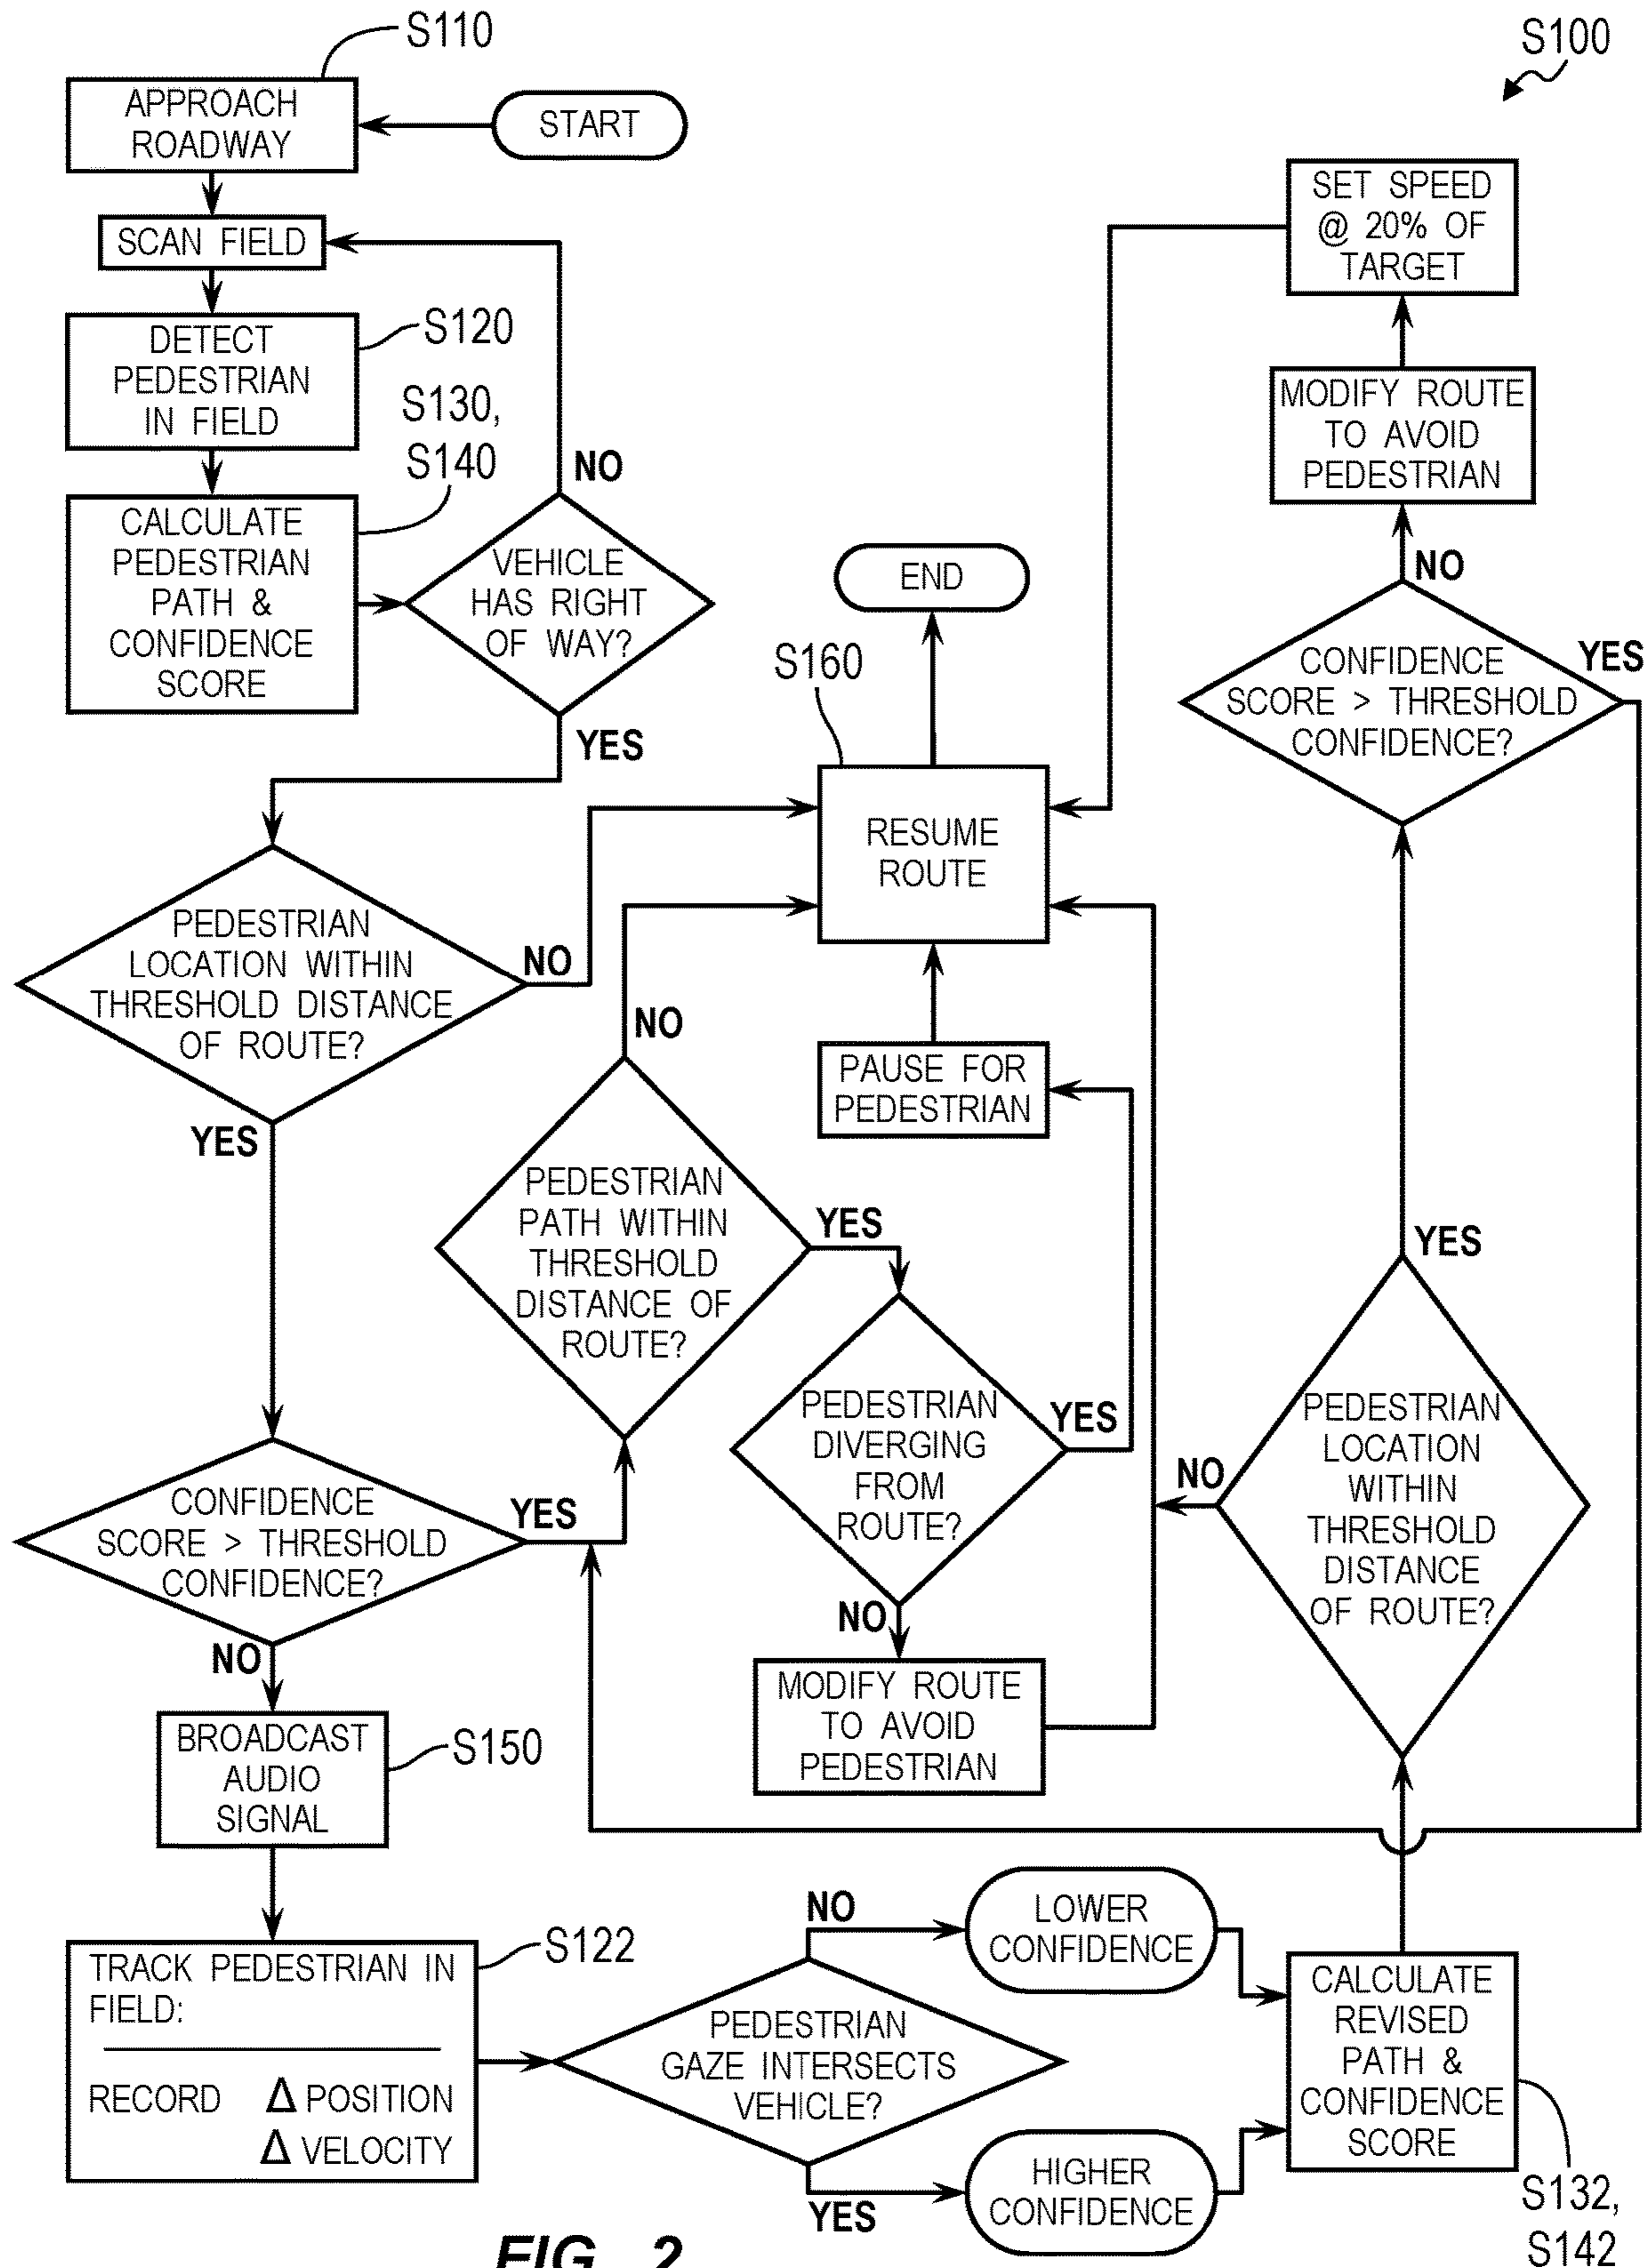 S110
S100
APPROACH
ROADWAY
START
SCAN FIELD
SET SPEED
@ 20% OF
TARGET
DETECT
PEDESTRIAN
IN FIELD
S120
S130,
S140
NO
MODIFY ROUTE
TO AVOID
PEDESTRIAN
CALCULATE
PEDESTRIAN
PATH &
CONFIDENCE
SCORE
VEHICLE
HAS RIGHT
OF WAY?
YES
END
S160
RESUME
ROUTE
NO
CONFIDENCE
SCORE > THRESHOLD
CONFIDENCE?
YES
PEDESTRIAN
LOCATION WITHIN
THRESHOLD DISTANCE
OF ROUTE?
NO
YES
NO
PAUSE FOR
PEDESTRIAN
PEDESTRIAN
PATH WITHIN
THRESHOLD
DISTANCE OF
ROUTE?
YES
YES
PEDESTRIAN
DIVERGING
FROM
ROUTE?
YES
NO
PEDESTRIAN
LOCATION
WITHIN
THRESHOLD
DISTANCE
OF ROUTE?
NO
CONFIDENCE
SCORE > THRESHOLD
CONFIDENCE?
YES
NO
MODIFY ROUTE
TO AVOID
PEDESTRIAN
BROADCAST
AUDIO
SIGNAL
S150
TRACK PEDESTRIAN IN
FIELD:
RECORD Δ POSITION
Δ VELOCITY
S122
PEDESTRIAN
GAZE INTERSECTS
VEHICLE?
NO
LOWER
CONFIDENCE
YES
HIGHER
CONFIDENCE
CALCULATE
REVISED
PATH &
CONFIDENCE
SCORE
S132,
S142
FIG. 2